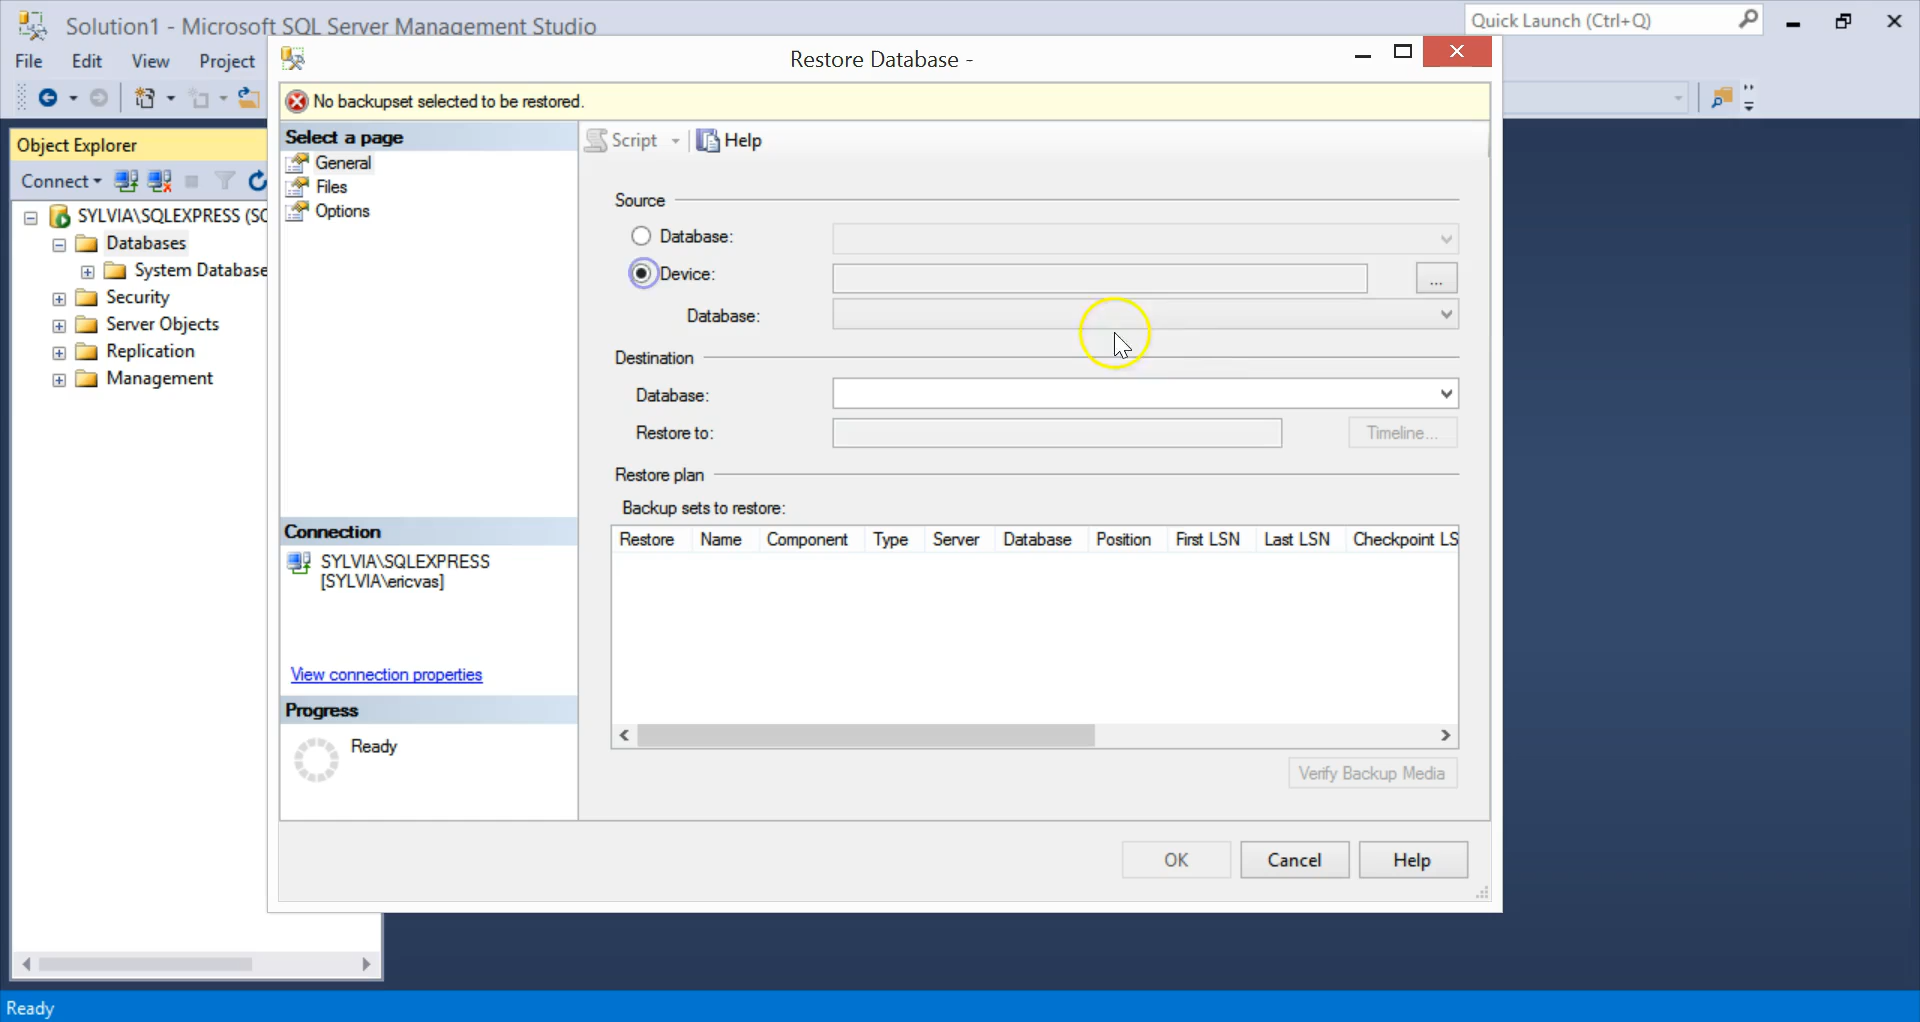 Solution1 - Microsoft SQL Server Management Studio
Quick Launch (Ctrl+Q)
File Edit View Project
Restore Database -
No backupset selected to be restored.
Object Explorer
Connect
SYLVIA\SQLEXPRESS (SQ
Databases
System Database
Security
Server Objects
Replication
Management
Select a page
General
Files
Options
Connection
SYLVIA\SQLEXPRESS
[SYLVIA\ericvas]
View connection properties
Progress
Ready
Script Help
Source
Database:
Device:
...
Database:
Destination
Database:
Restore to:
Timeline...
Restore plan
Backup sets to restore:
Restore Name Component Type Server Database Position First LSN Last LSN Checkpoint LS
Verify Backup Media
OK Cancel Help
Ready